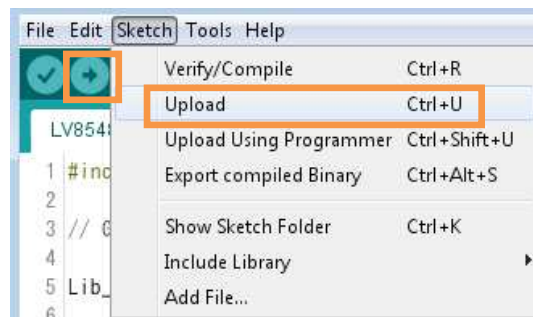 File Edit Sketch Tools Help
Verify/Compile Ctrl+R
Upload Ctrl+U
LV8548
Upload Using Programmer Ctrl+Shift+U
1 #inc
Export compiled Binary Ctrl+Alt+S
2
3 //
Show Sketch Folder Ctrl+K
4
Include Library
5 Lib_
Add File...
6